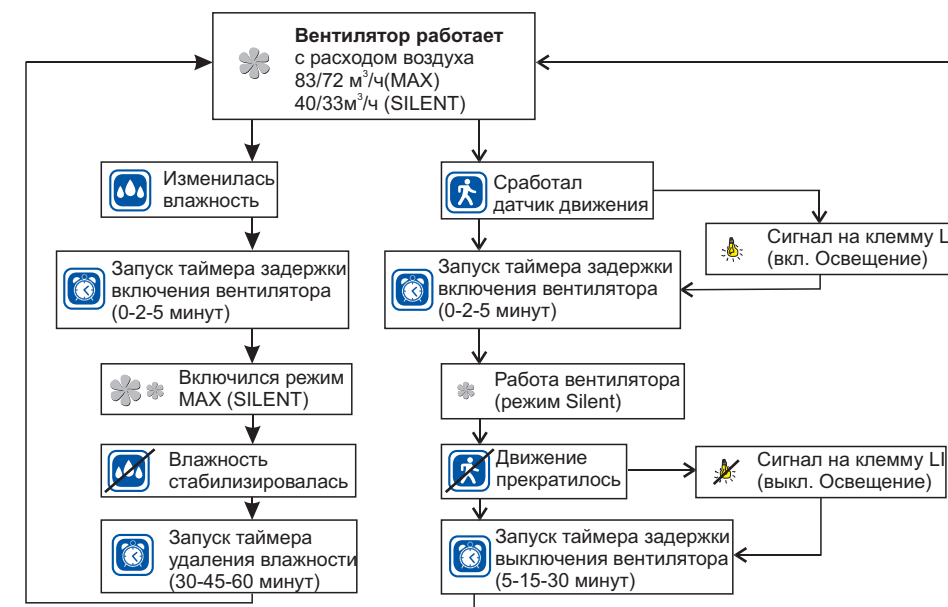 Вентилятор работает
с расходом воздуха
83/72 м³/ч(MAX)
40/33м³/ч (SILENT)
Изменилась
влажность
Сработал
датчик движения
Сигнал на клемму L
(вкл. Освещение)
Запуск таймера задержки
включения вентилятора
(0-2-5 минут)
Запуск таймера задержки
включения вентилятора
(0-2-5 минут)
Включился режим
MAX (SILENT)
Работа вентилятора
(режим Silent)
Влажность
стабилизировалась
Движение
прекратилось
Сигнал на клемму LI
(выкл. Освещение)
Запуск таймера
удаления влажности
(30-45-60 минут)
Запуск таймера задержки
выключения вентилятора
(5-15-30 минут)